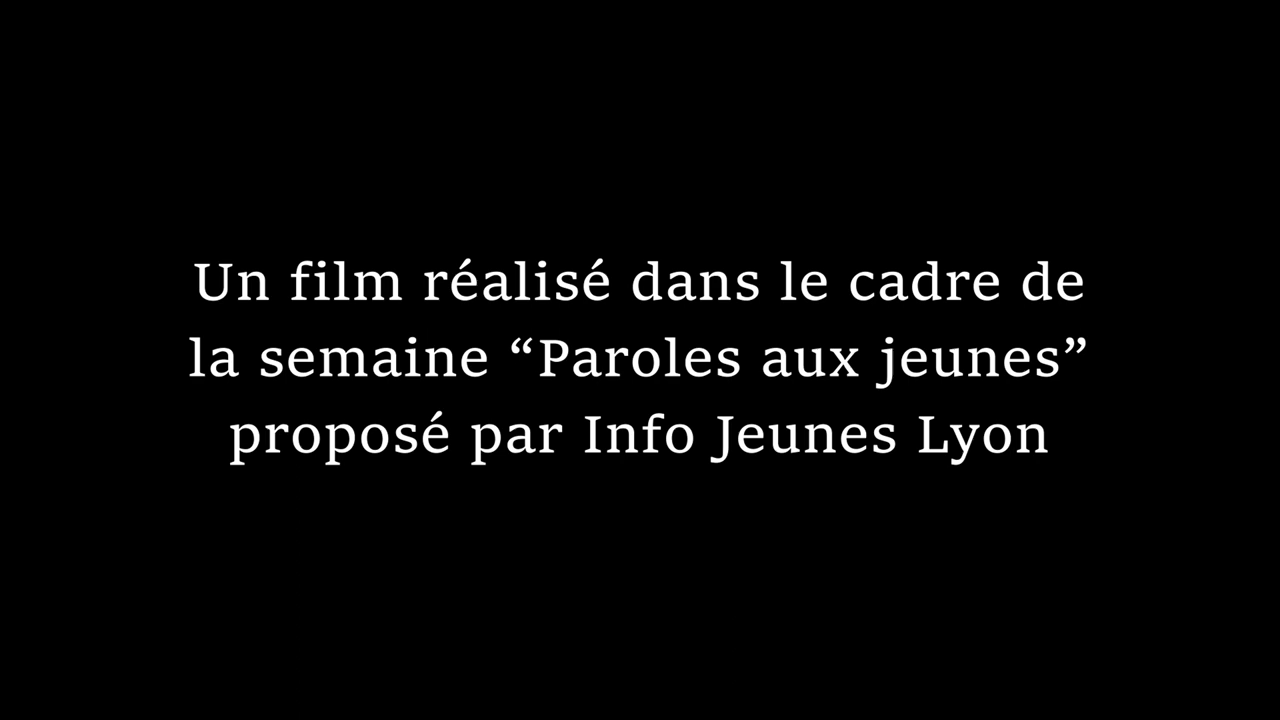 Un film réalisé dans le cadre de
la semaine “Paroles aux jeunes”
proposé par Info Jeunes Lyon